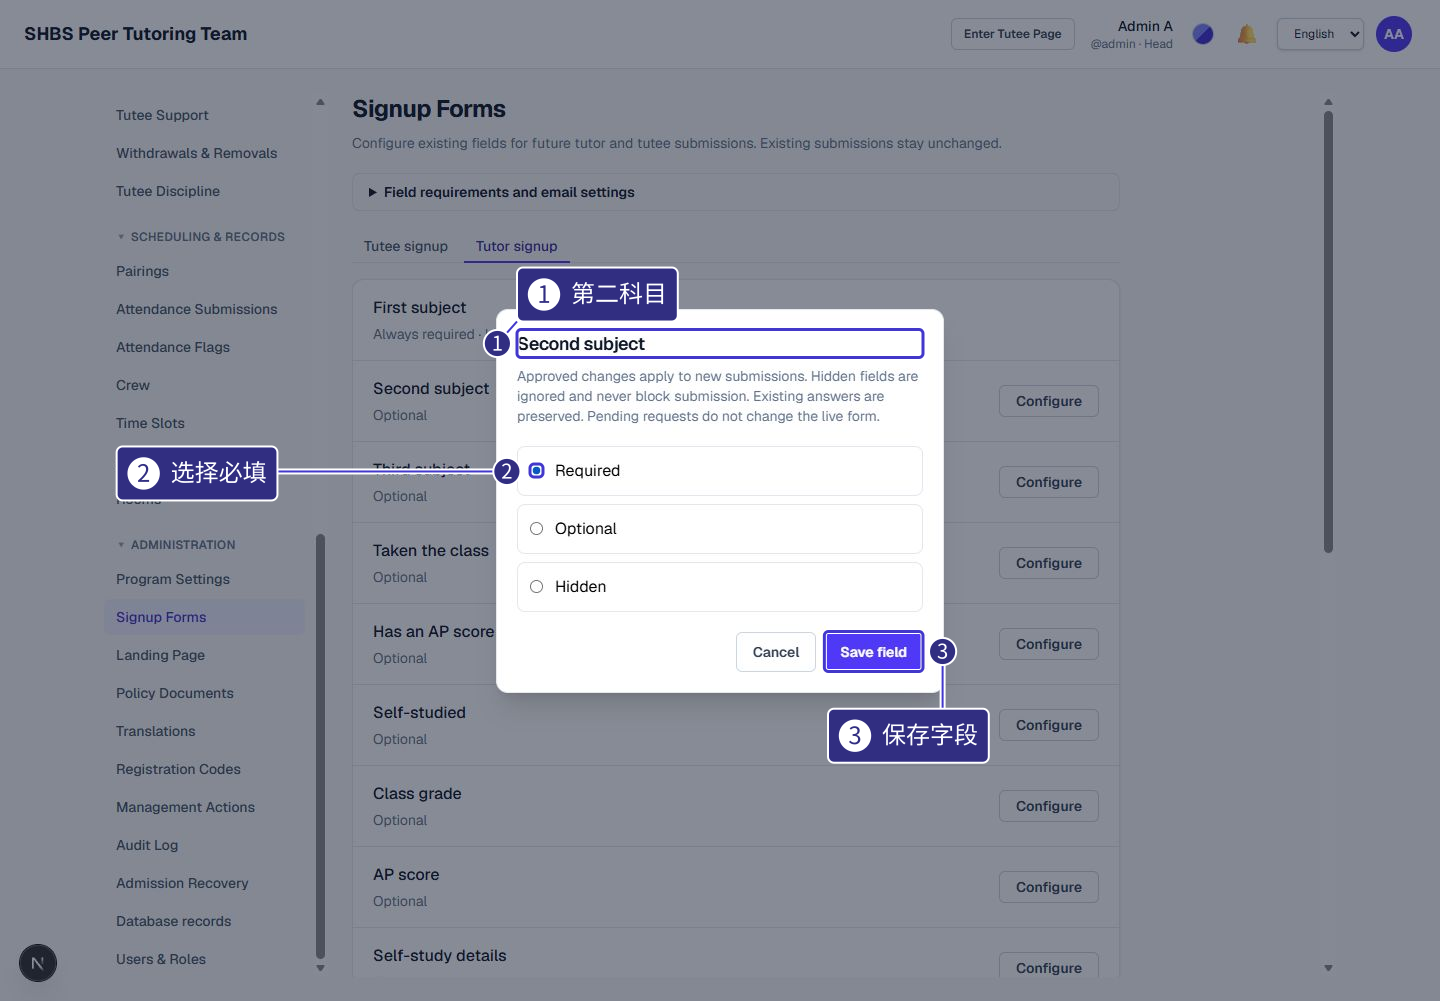 SHBS Peer Tutoring Team
Enter Tutee Page
Admin A
@admin · Head
English
AA
Tutee Support
Withdrawals & Removals
Tutee Discipline
SCHEDULING & RECORDS
Pairings
Attendance Submissions
Attendance Flags
Crew
Time Slots
ADMINISTRATION
Program Settings
Signup Forms
Landing Page
Policy Documents
Translations
Registration Codes
Management Actions
Audit Log
Admission Recovery
Database records
Users & Roles
N
Signup Forms
Configure existing fields for future tutor and tutee submissions. Existing submissions stay unchanged.
Field requirements and email settings
Tutee signup
Tutor signup
First subject
Always required ·
Second subject
Optional
Configure
Third subject
Optional
Configure
Taken the class
Optional
Configure
Has an AP score
Optional
Configure
Self-studied
Optional
Configure
Class grade
Optional
Configure
AP score
Optional
Configure
Self-study details
Configure
1 第二科目
1
Second subject
Approved changes apply to new submissions. Hidden fields are
ignored and never block submission. Existing answers are
preserved. Pending requests do not change the live form.
2 选择必填
2
Required
Optional
Hidden
Cancel
Save field
3
3 保存字段